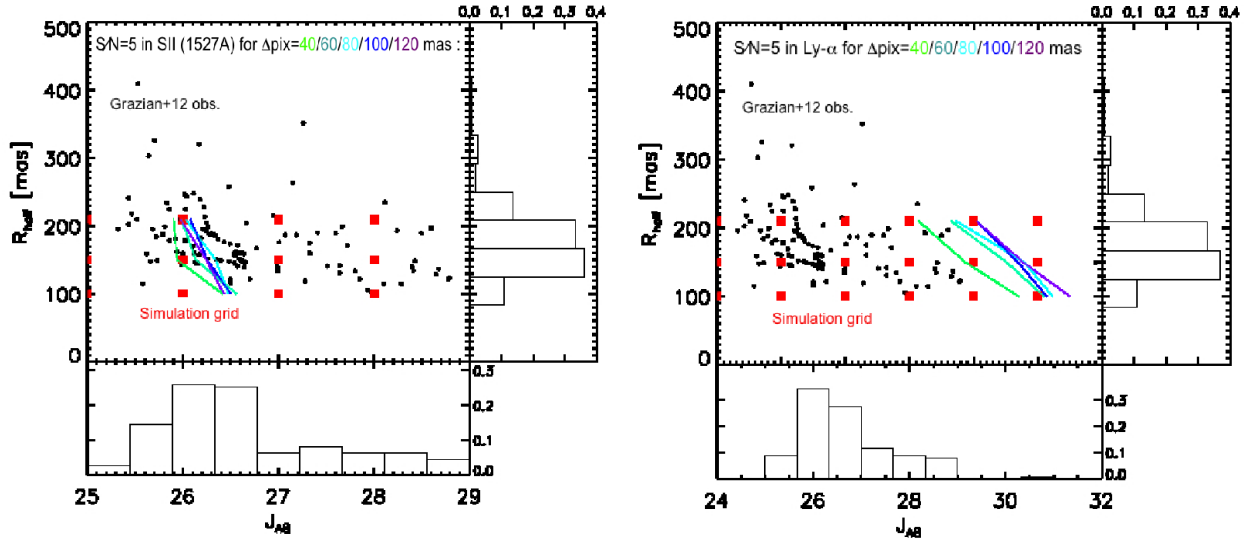 0.0 0.1 0.2 0.3 0.4
500
400
300
200
100
0
R_half [mas]
S/N=5 in SII (1527A) for Δpix=40/60/80/100/120 mas :
Grazian+12 obs.
Simulation grid
0.3
0.2
0.1
0.0
25 26 27 28 29
J_AB
0.0 0.1 0.2 0.3 0.4
500
400
300
200
100
0
R_half [mas]
S/N=5 in Ly-α for Δpix=40/60/80/100/120 mas
Grazian+12 obs.
Simulation grid
0.3
0.2
0.1
0.0
24 26 28 30 32
J_AB